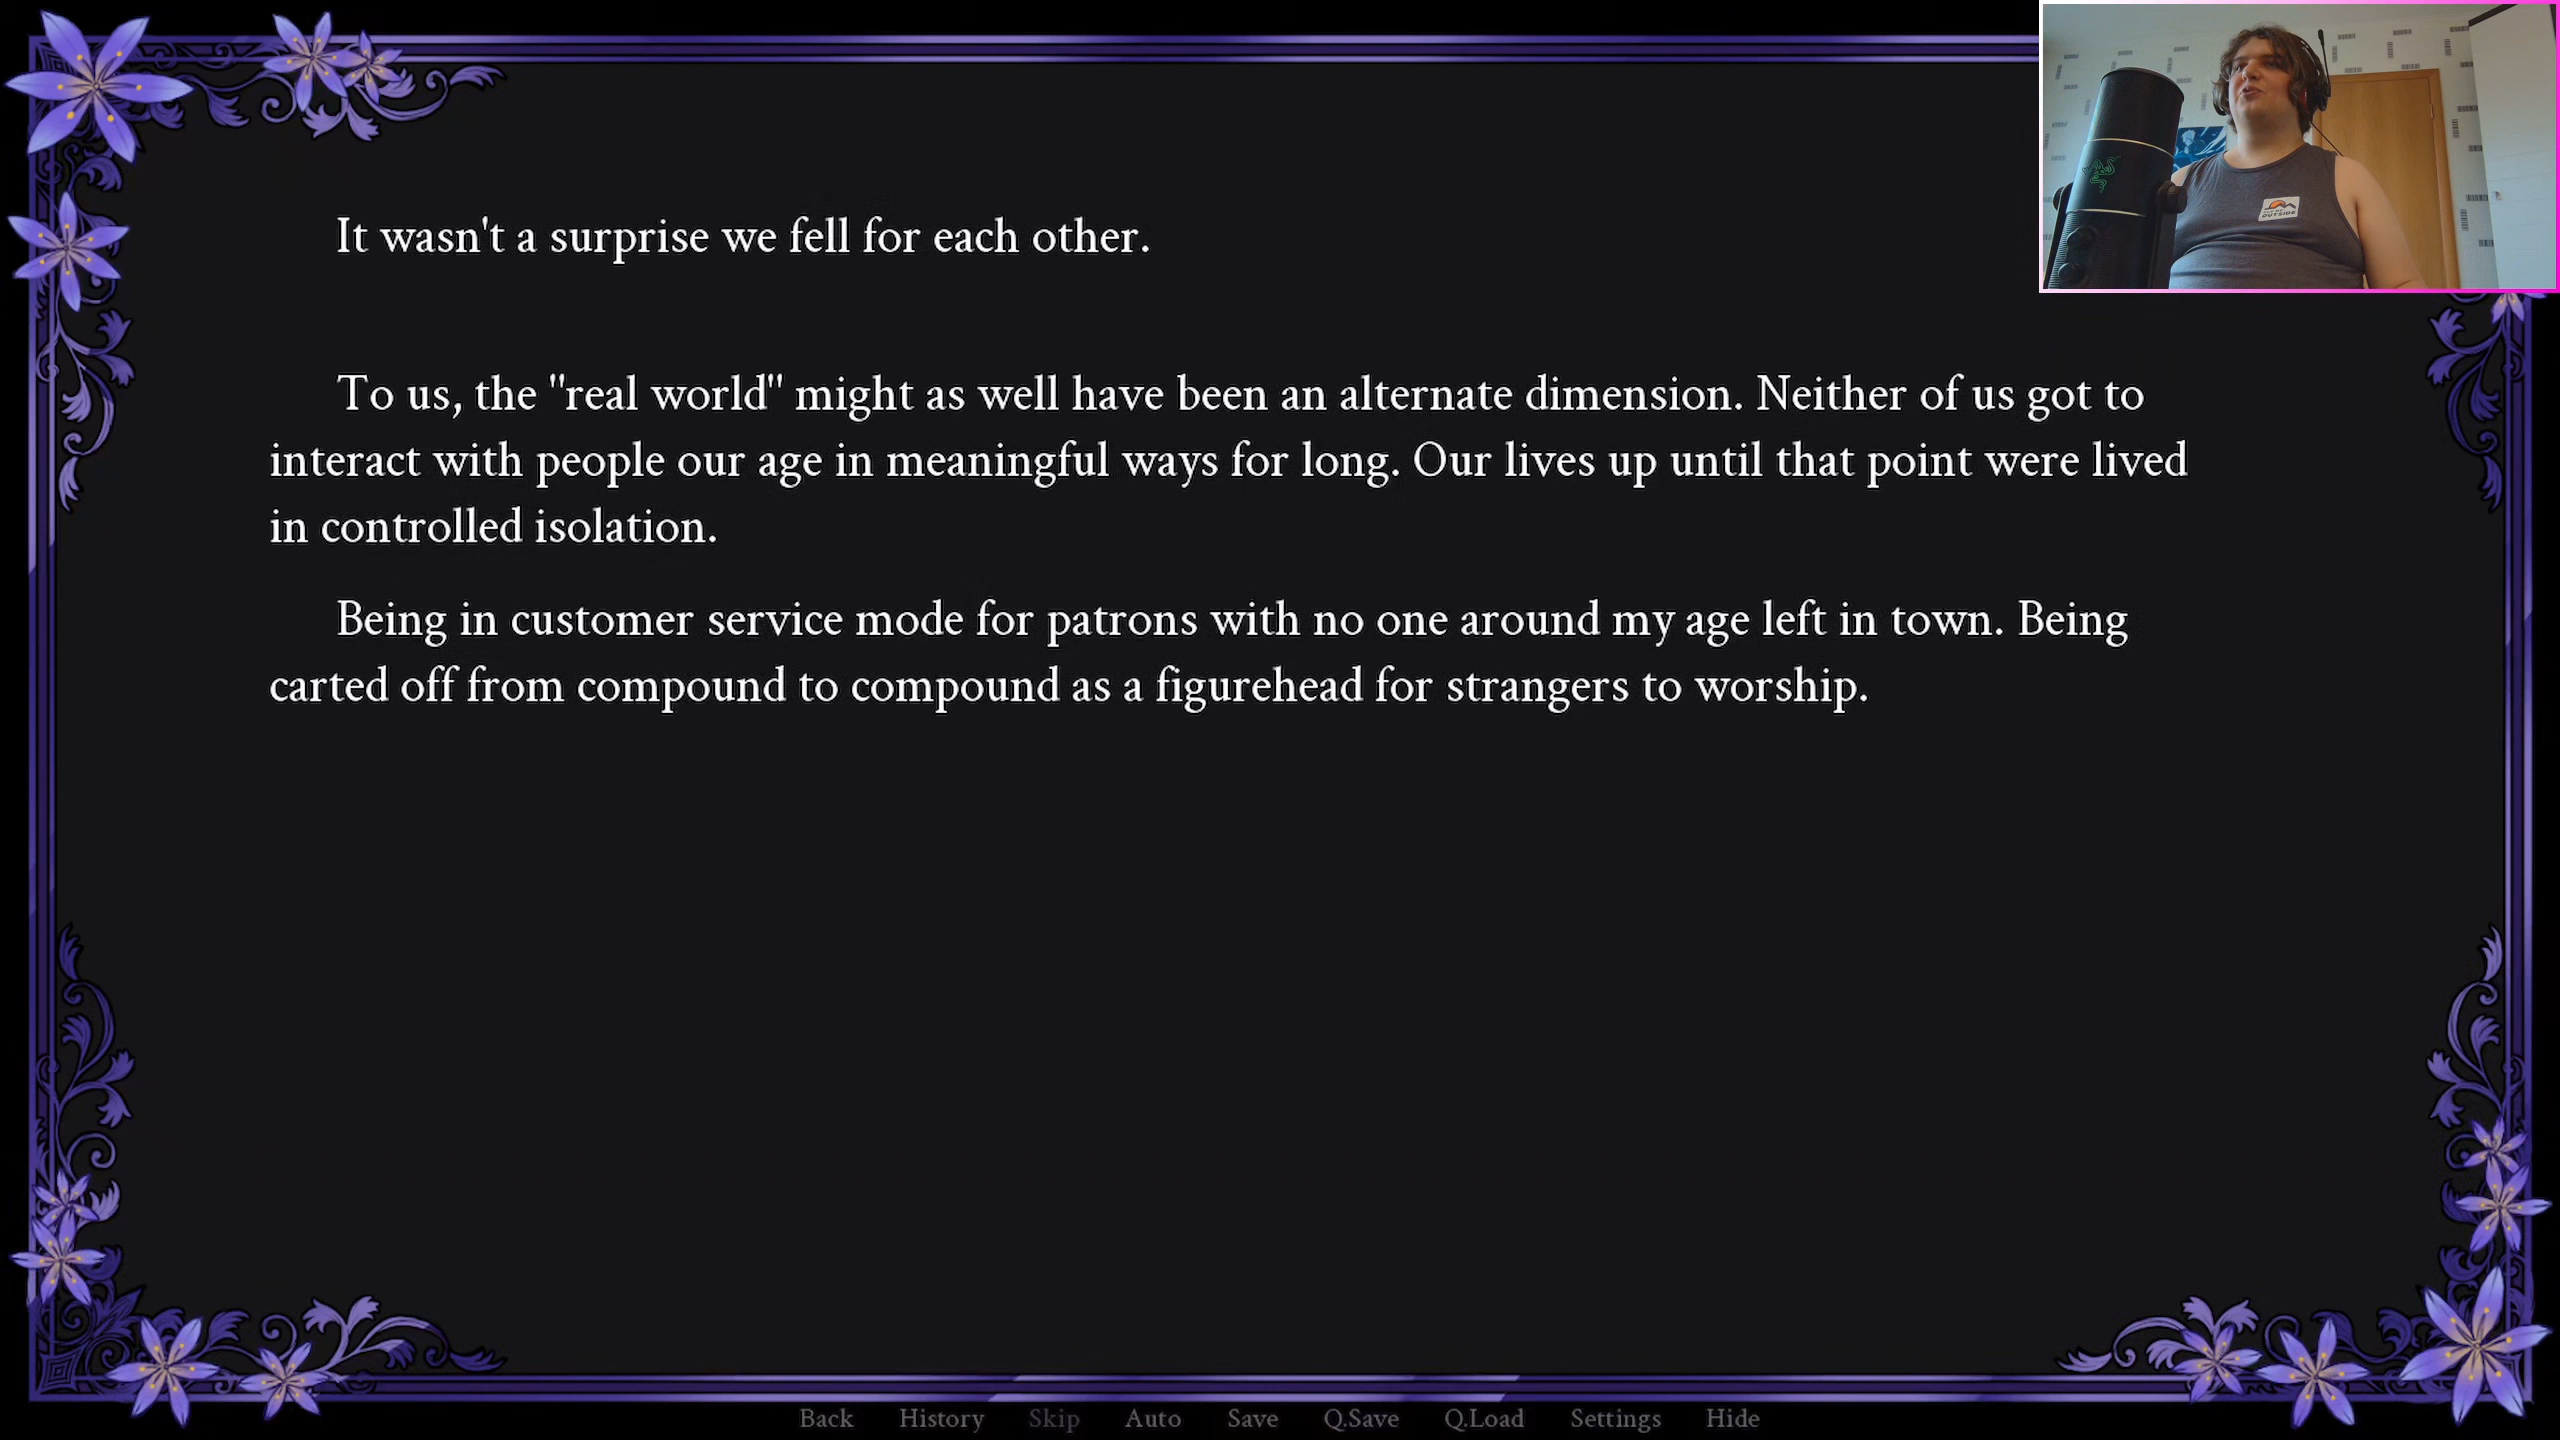 It wasn't a surprise we fell for each other.
To us, the "real world" might as well have been an alternate dimension. Neither of us got to
interact with people our age in meaningful ways for long. Our lives up until that point were lived
in controlled isolation.
Being in customer service mode for patrons with no one around my age left in town. Being
carted off from compound to compound as a figurehead for strangers to worship.
OUTSIDE
Back History Skip Auto Save Q.Save Q.Load Settings Hide